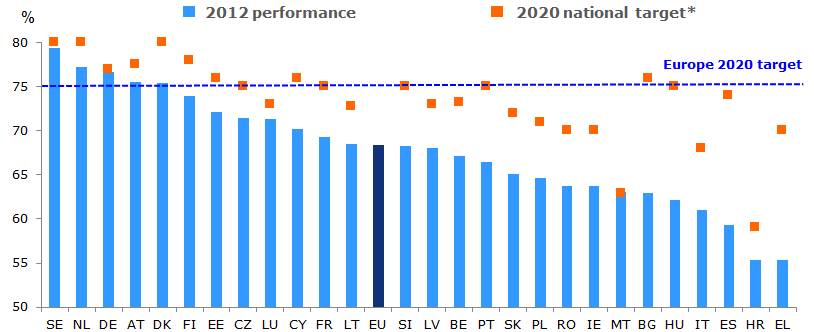 2012 performance 2020 national target*
%
Europe 2020 target
80
75
70
65
60
55
50
SE NL DE AT DK FI EE CZ LU CY FR LT EU SI LV BE PT SK PL RO IE MT BG HU IT ES HR EL